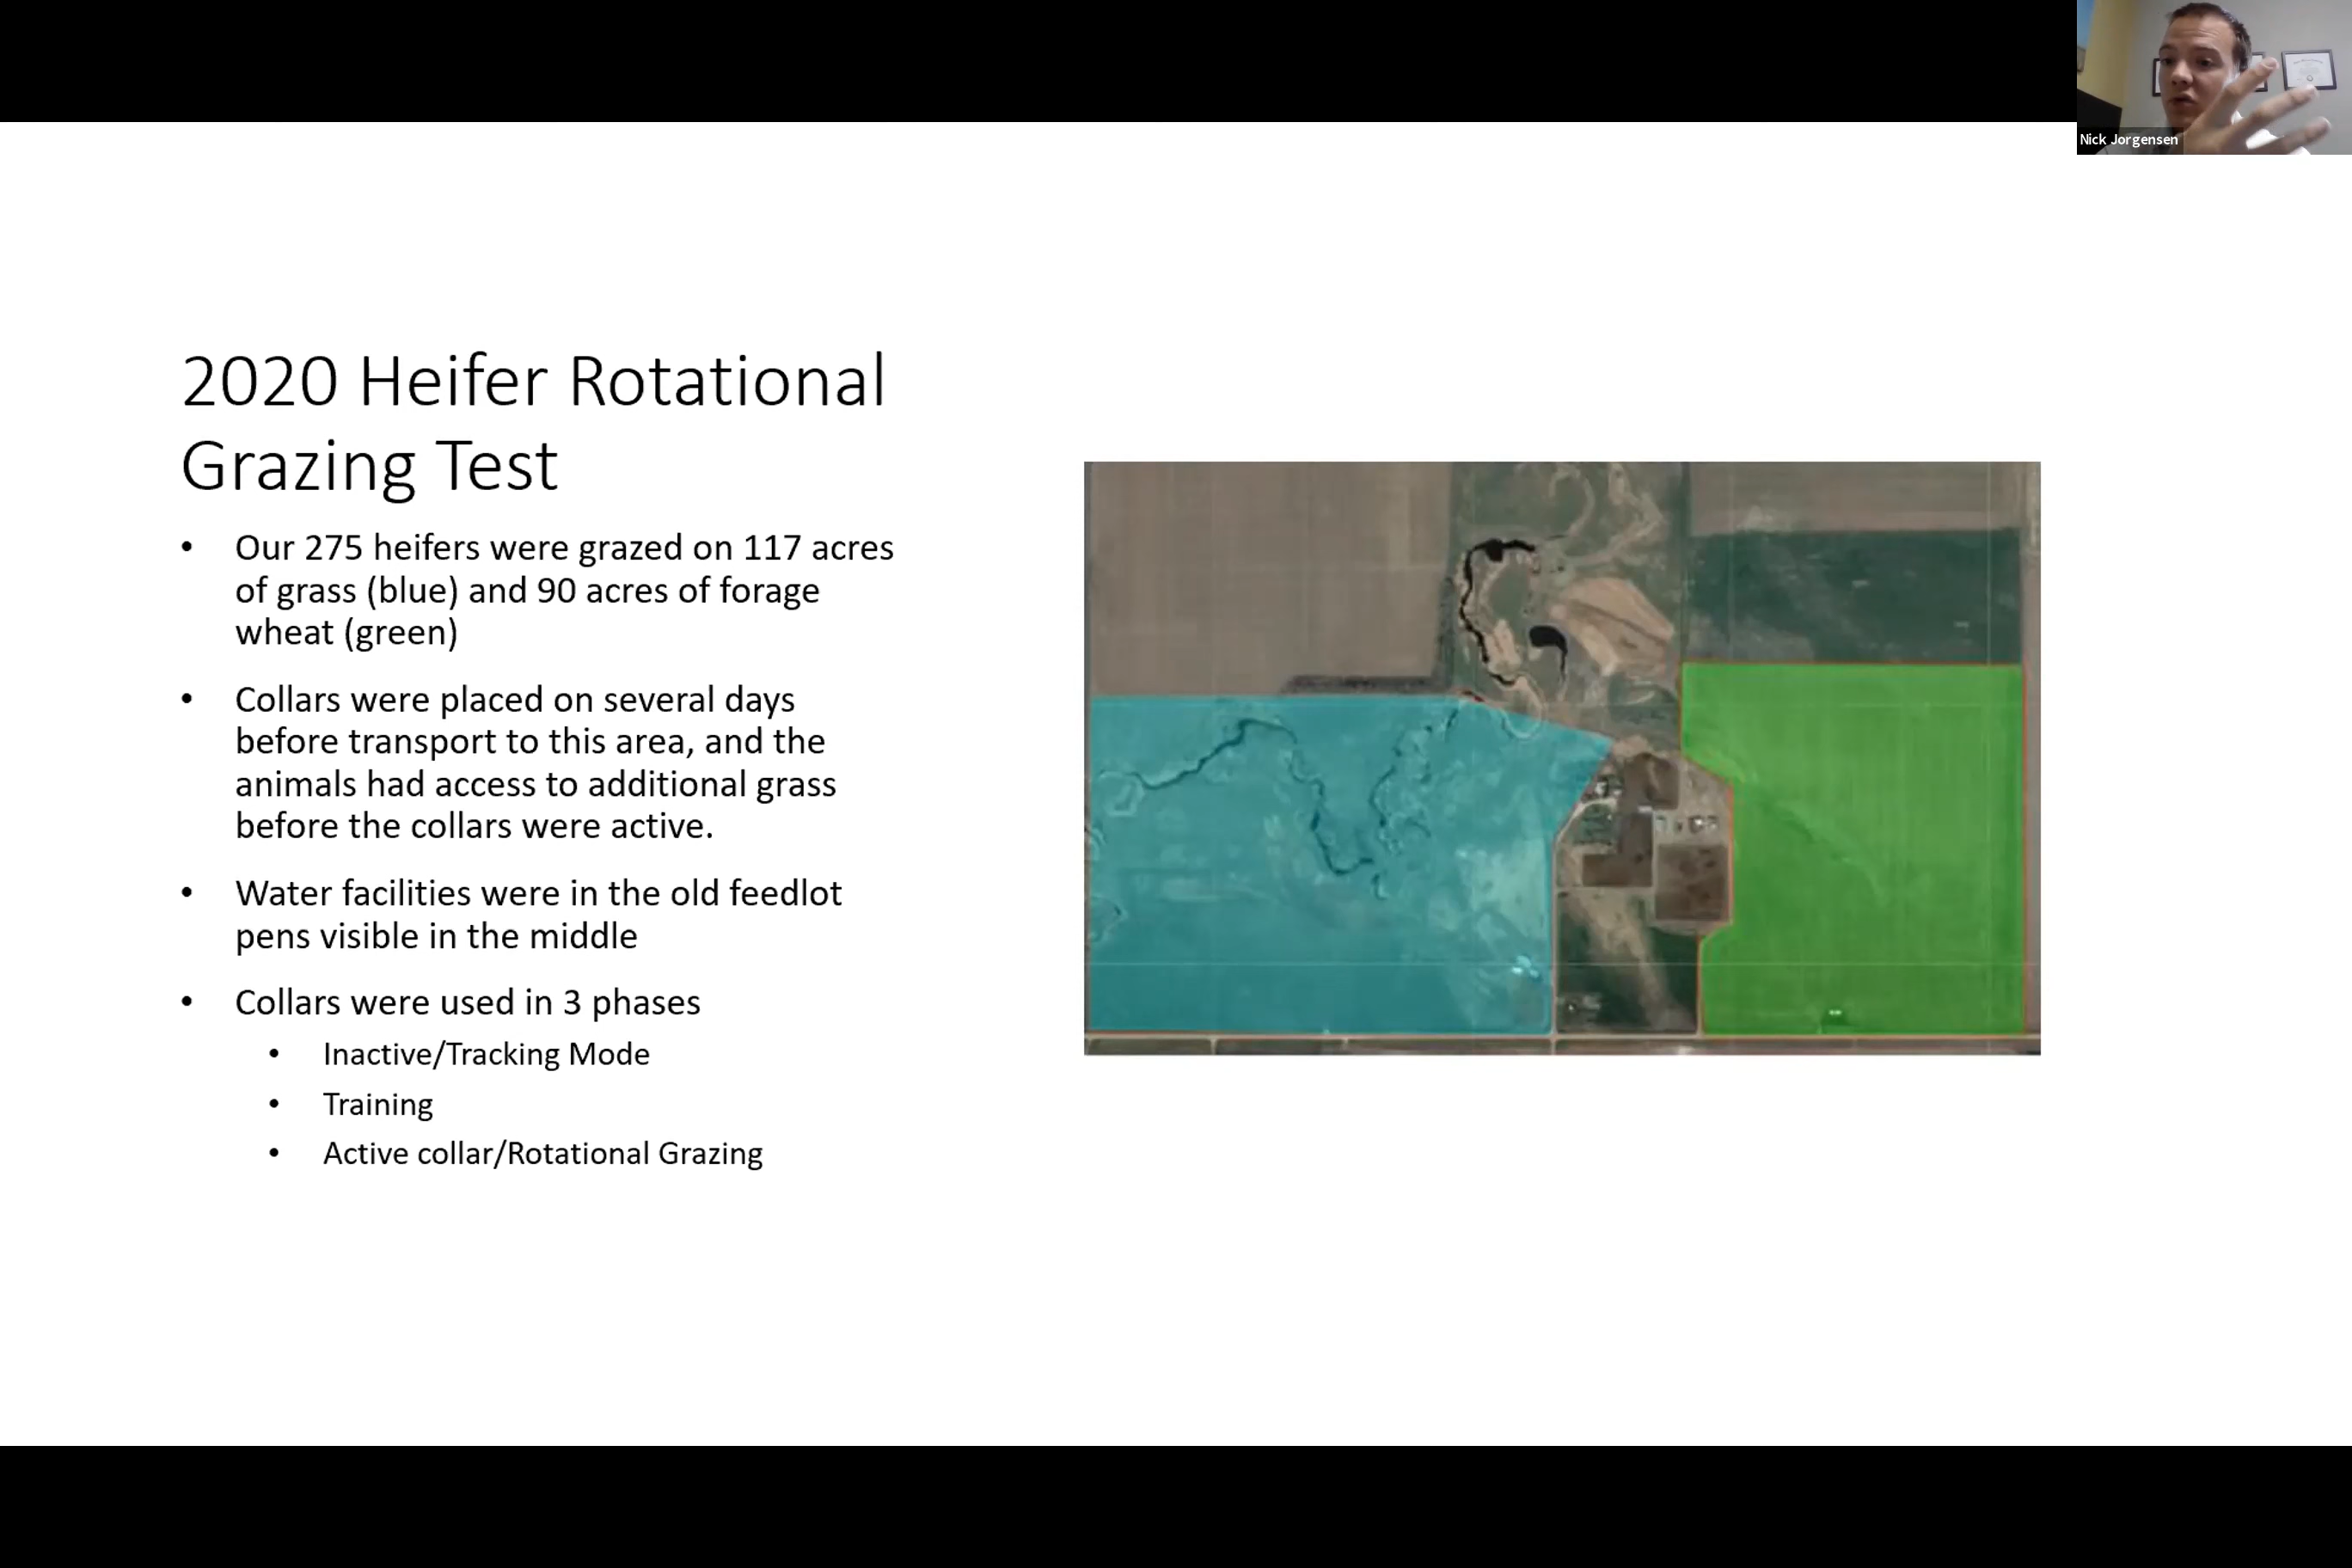 Nick Jorgensen
2020 Heifer Rotational
Grazing Test
• Our 275 heifers were grazed on 117 acres
of grass (blue) and 90 acres of forage
wheat (green)
• Collars were placed on several days
before transport to this area, and the
animals had access to additional grass
before the collars were active.
• Water facilities were in the old feedlot
pens visible in the middle
• Collars were used in 3 phases
• Inactive/Tracking Mode
• Training
• Active collar/Rotational Grazing